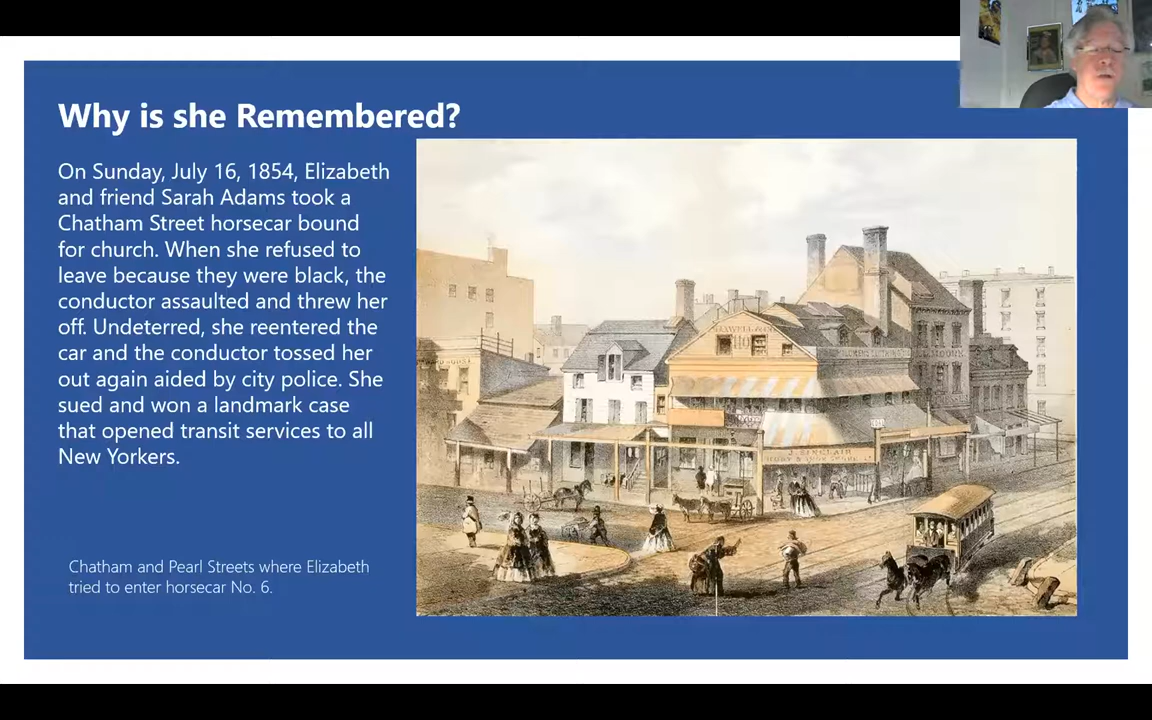 Why is she Remembered?
On Sunday, July 16, 1854, Elizabeth
and friend Sarah Adams took a
Chatham Street horsecar bound
for church. When she refused to
leave because they were black, the
conductor assaulted and threw her
off. Undeterred, she reentered the
car and the conductor tossed her
out again aided by city police. She
sued and won a landmark case
that opened transit services to all
New Yorkers.
Chatham and Pearl Streets where Elizabeth
tried to enter horsecar No. 6.
J. SINCLAIR